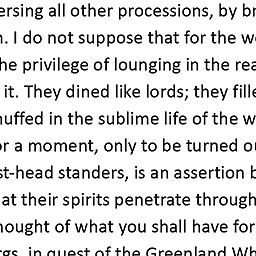 ersing all other processions, by br
. I do not suppose that for the w
he privilege of lounging in the rea
it. They dined like lords; they fille
nuffed in the sublime life of the w
or a moment, only to be turned o
st-head standers, is an assertion b
at their spirits penetrate through
hought of what you shall have for
rgs, in quest of the Greenland Wh